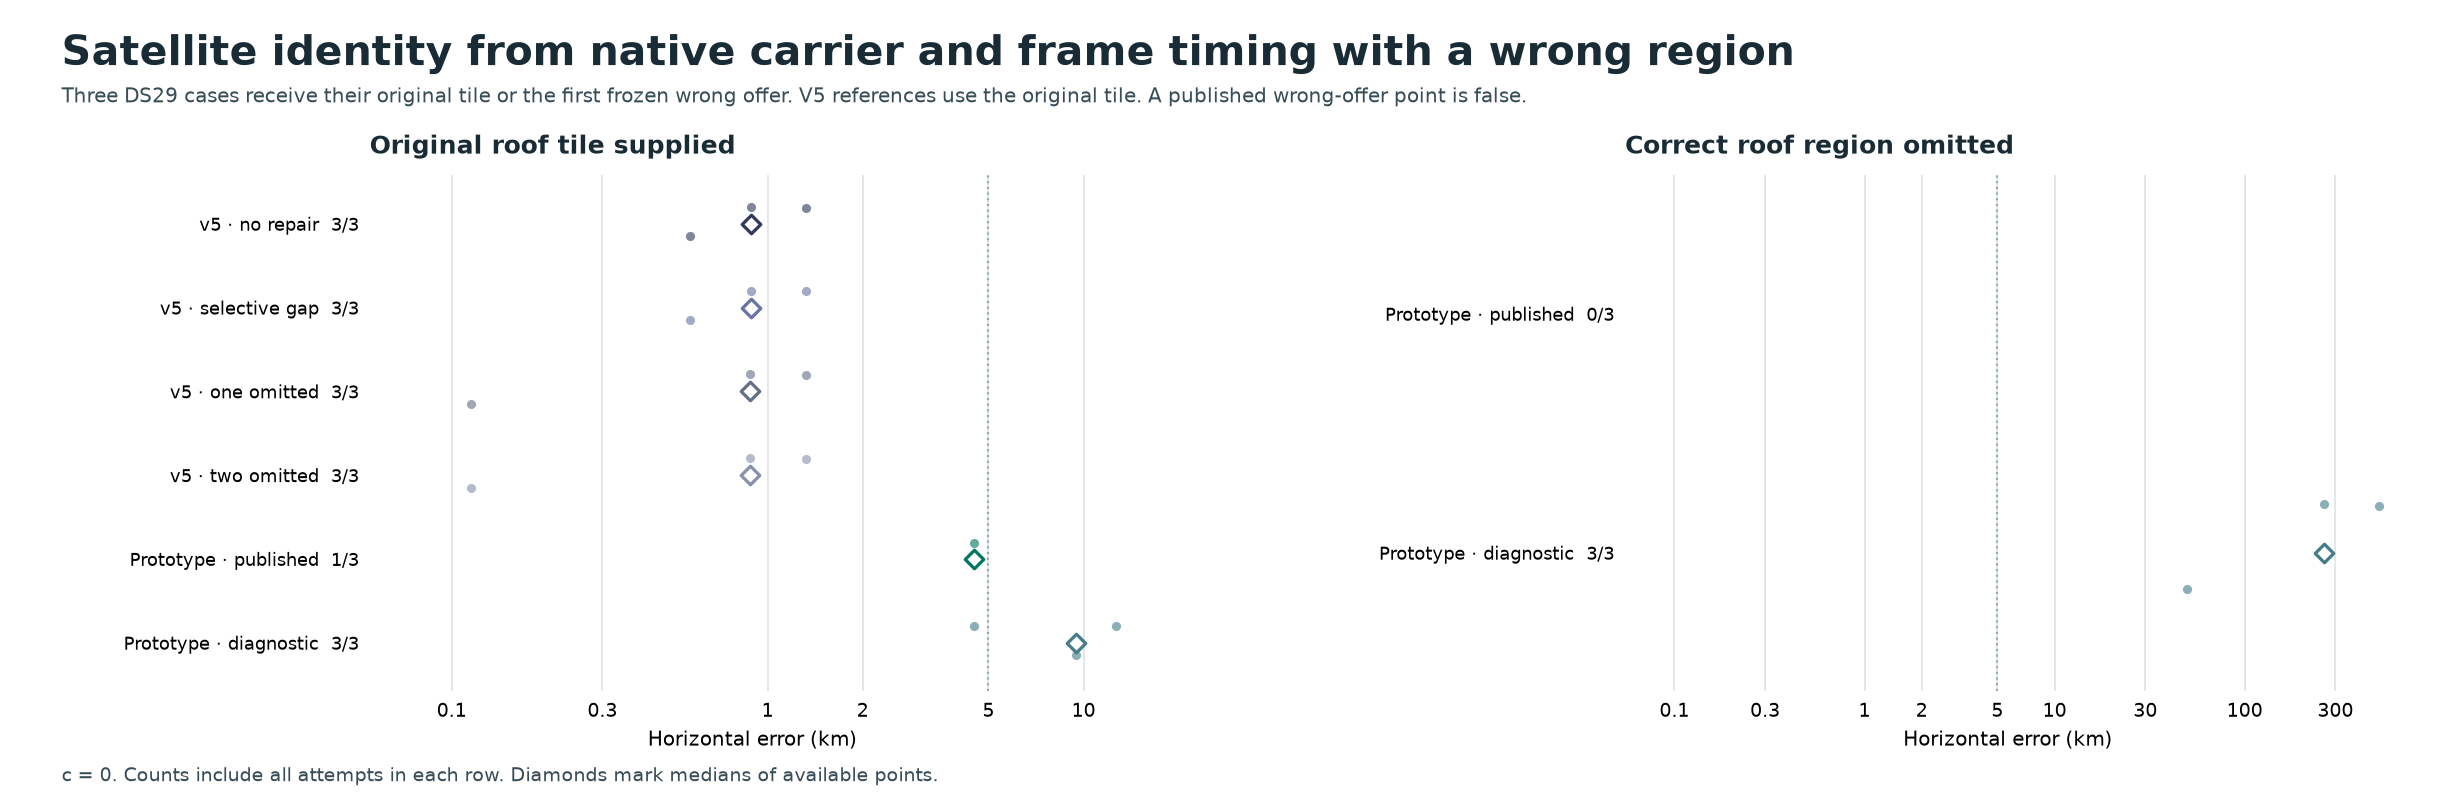 Satellite identity from native carrier and frame timing with a wrong region
Three DS29 cases receive their original tile or the first frozen wrong offer. V5 references use the original tile. A published wrong-offer point is false.
Original roof tile supplied
v5 · no repair 3/3
v5 · selective gap 3/3
v5 · one omitted 3/3
v5 · two omitted 3/3
Prototype · published 1/3
Prototype · diagnostic 3/3
0.1 0.3 1 2 5 10
Horizontal error (km)
Correct roof region omitted
Prototype · published 0/3
Prototype · diagnostic 3/3
0.1 0.3 1 2 5 10 30 100 300
Horizontal error (km)
c = 0. Counts include all attempts in each row. Diamonds mark medians of available points.